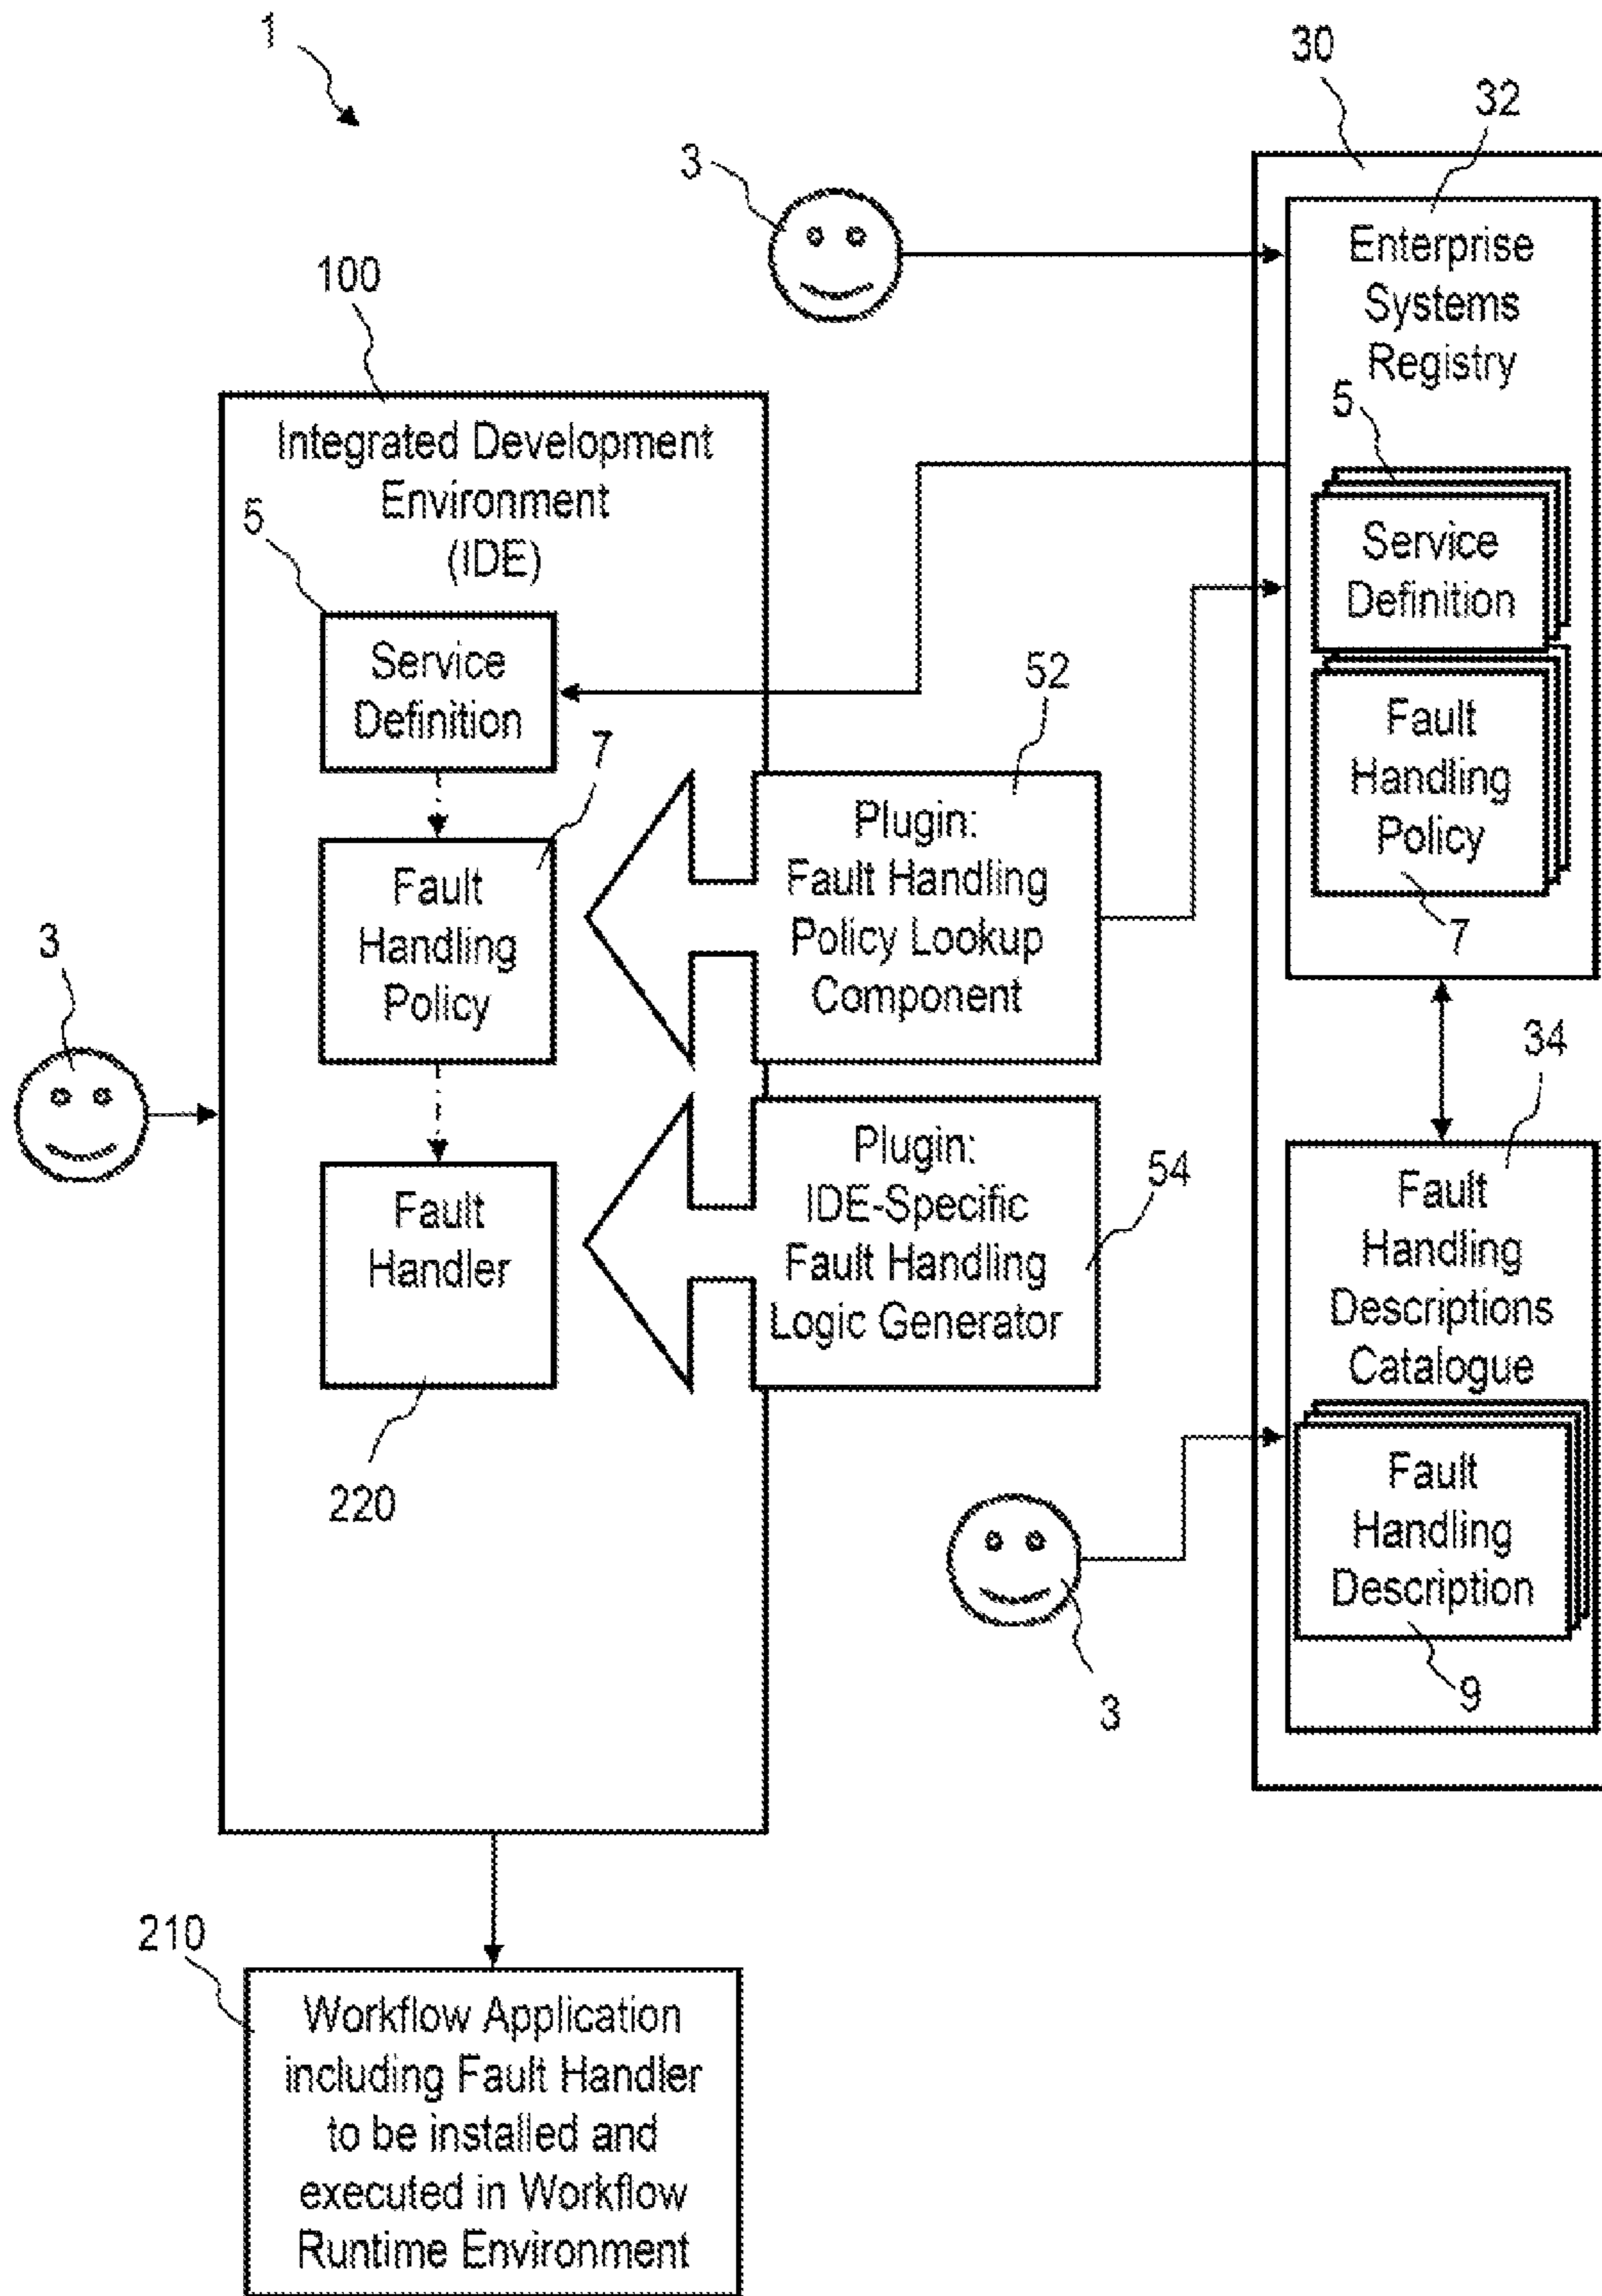 1
30
32
3
Enterprise
Systems
Registry
100
Integrated Development
Environment
(IDE)
5
5
Service
Definition
Service
Definition
52
7
Fault
Handling
Policy
7
Plugin:
Fault Handling
Policy Lookup
Component
Fault
Handling
Policy
3
34
Plugin:
IDE-Specific
Fault Handling
Logic Generator
54
Fault
Handler
220
Fault
Handling
Descriptions
Catalogue
Fault
Handling
Description
9
3
210
Workflow Application
including Fault Handler
to be installed and
executed in Workflow
Runtime Environment